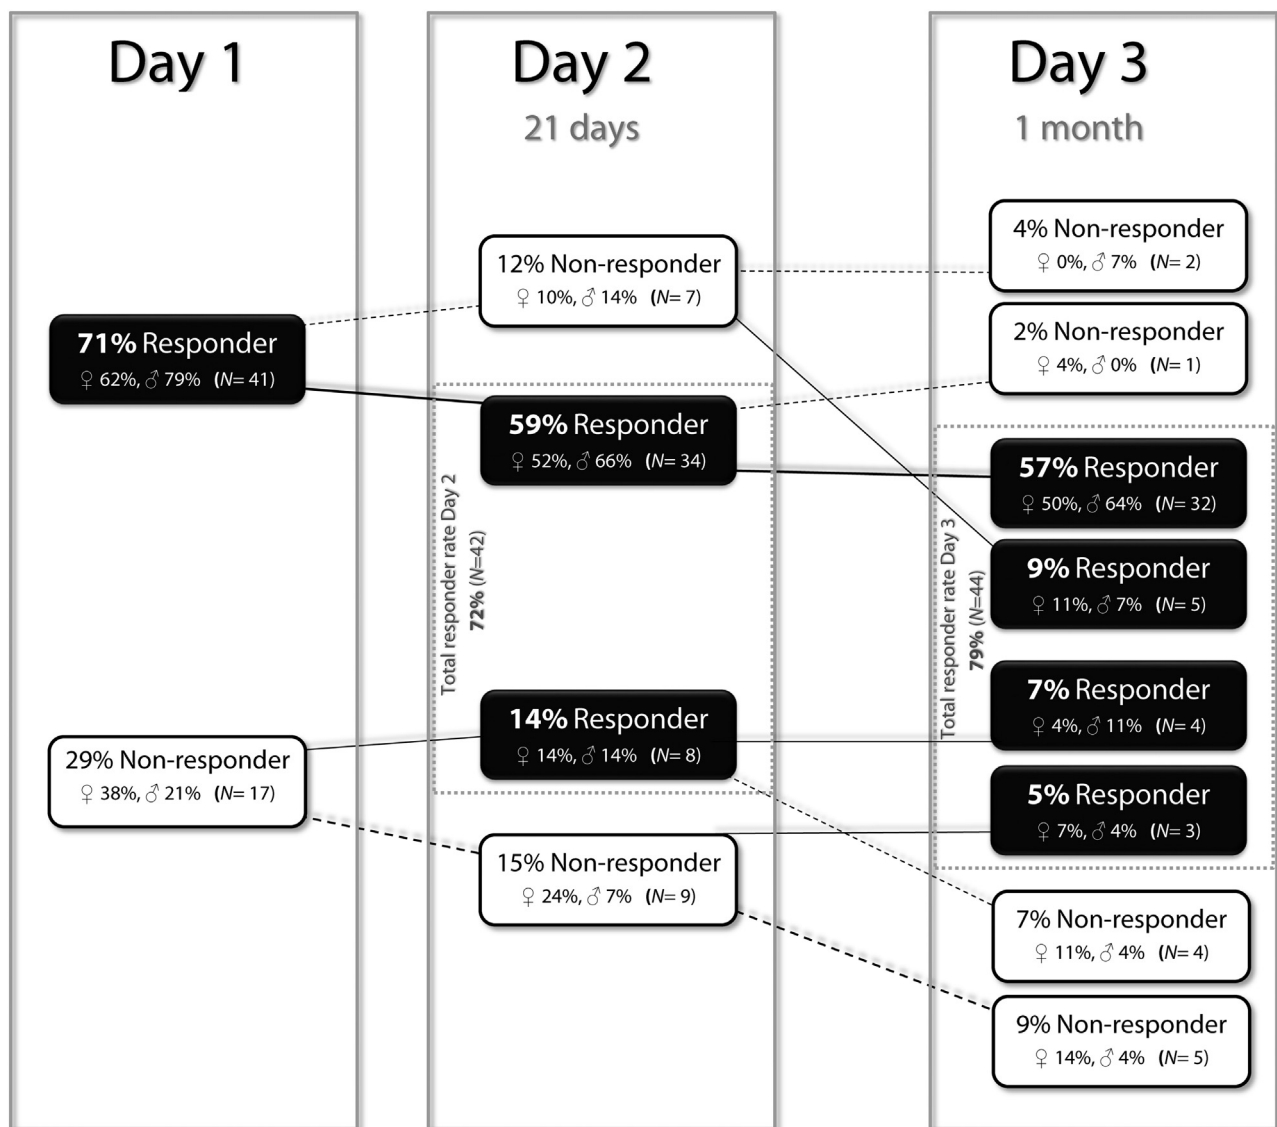 Day 1
71% Responder
♀ 62%, ♂ 79% (N= 41)
29% Non-responder
♀ 38%, ♂ 21% (N= 17)
Day 2
21 days
12% Non-responder
♀ 10%, ♂ 14% (N= 7)
59% Responder
♀ 52%, ♂ 66% (N= 34)
Total responder rate Day 2
72% (N=42)
14% Responder
♀ 14%, ♂ 14% (N= 8)
15% Non-responder
♀ 24%, ♂ 7% (N= 9)
Day 3
1 month
4% Non-responder
♀ 0%, ♂ 7% (N= 2)
2% Non-responder
♀ 4%, ♂ 0% (N= 1)
57% Responder
♀ 50%, ♂ 64% (N= 32)
9% Responder
♀ 11%, ♂ 7% (N= 5)
Total responder rate Day 3
79% (N=44)
7% Responder
♀ 4%, ♂ 11% (N= 4)
5% Responder
♀ 7%, ♂ 4% (N= 3)
7% Non-responder
♀ 11%, ♂ 4% (N= 4)
9% Non-responder
♀ 14%, ♂ 4% (N= 5)